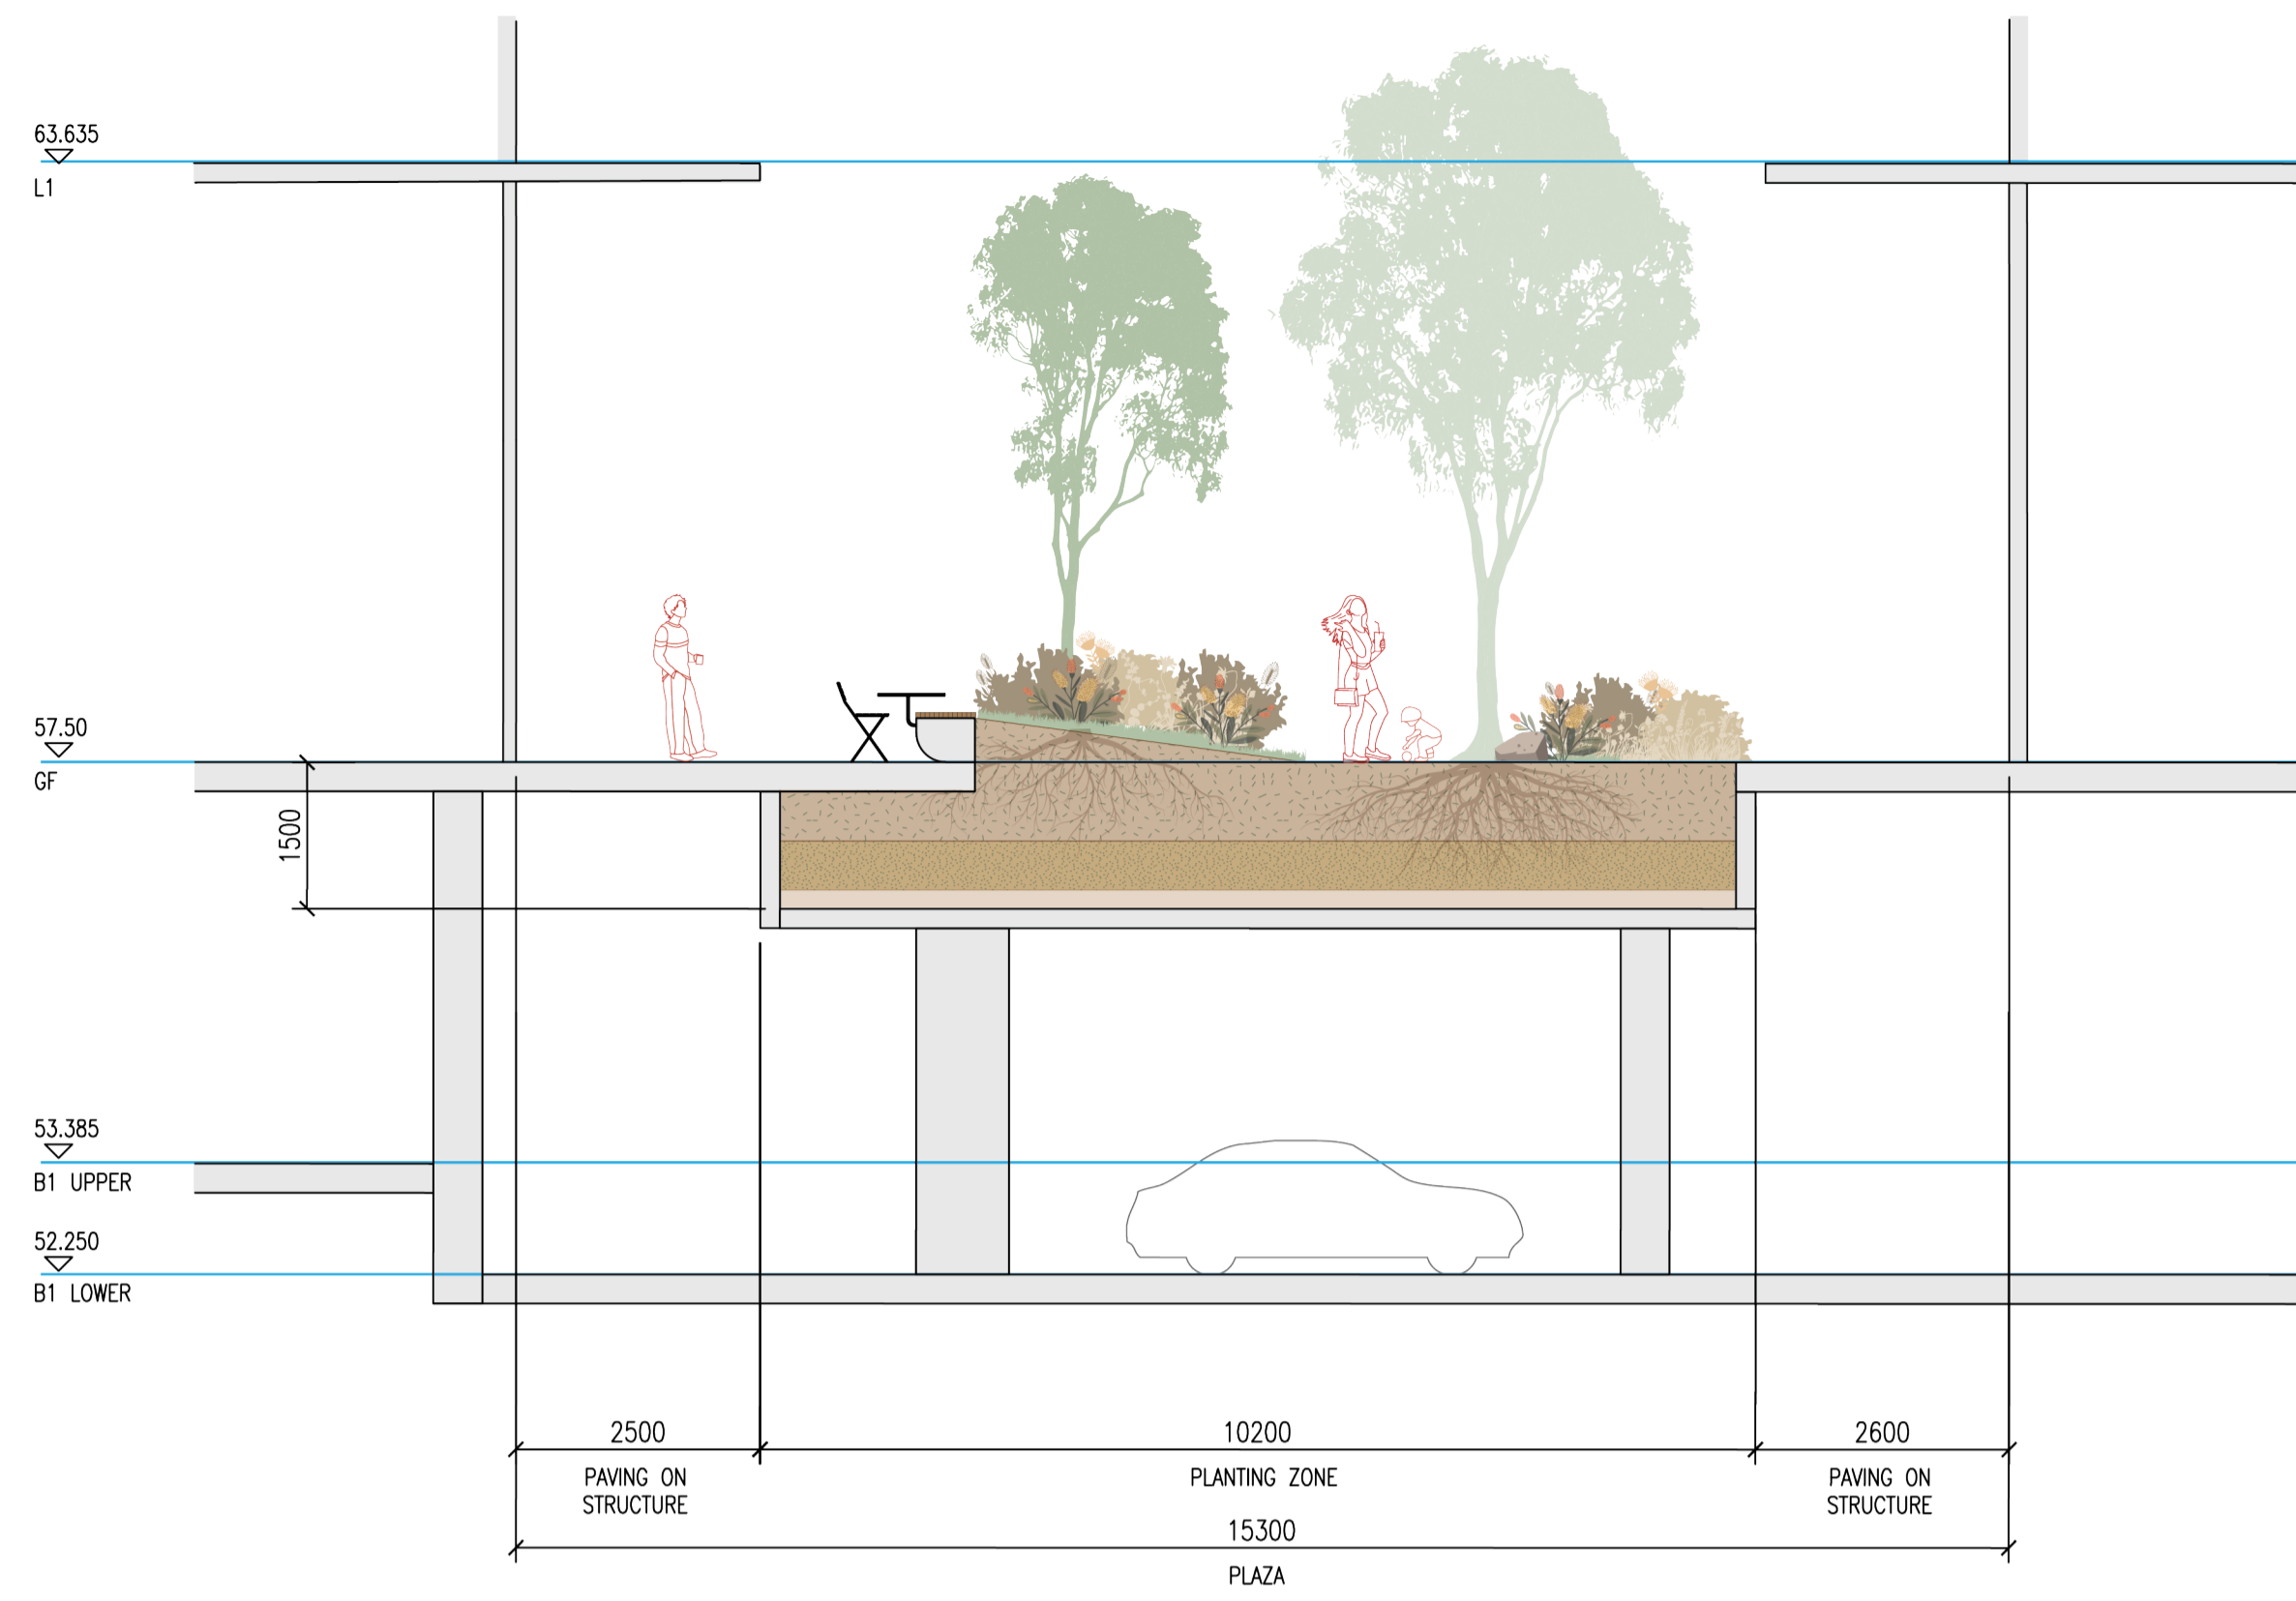 63.635
L1
57.50
GF
1500
53.385
B1 UPPER
52.250
B1 LOWER
2500
10200
2600
PAVING ON
STRUCTURE
PLANTING ZONE
PAVING ON
STRUCTURE
15300
PLAZA